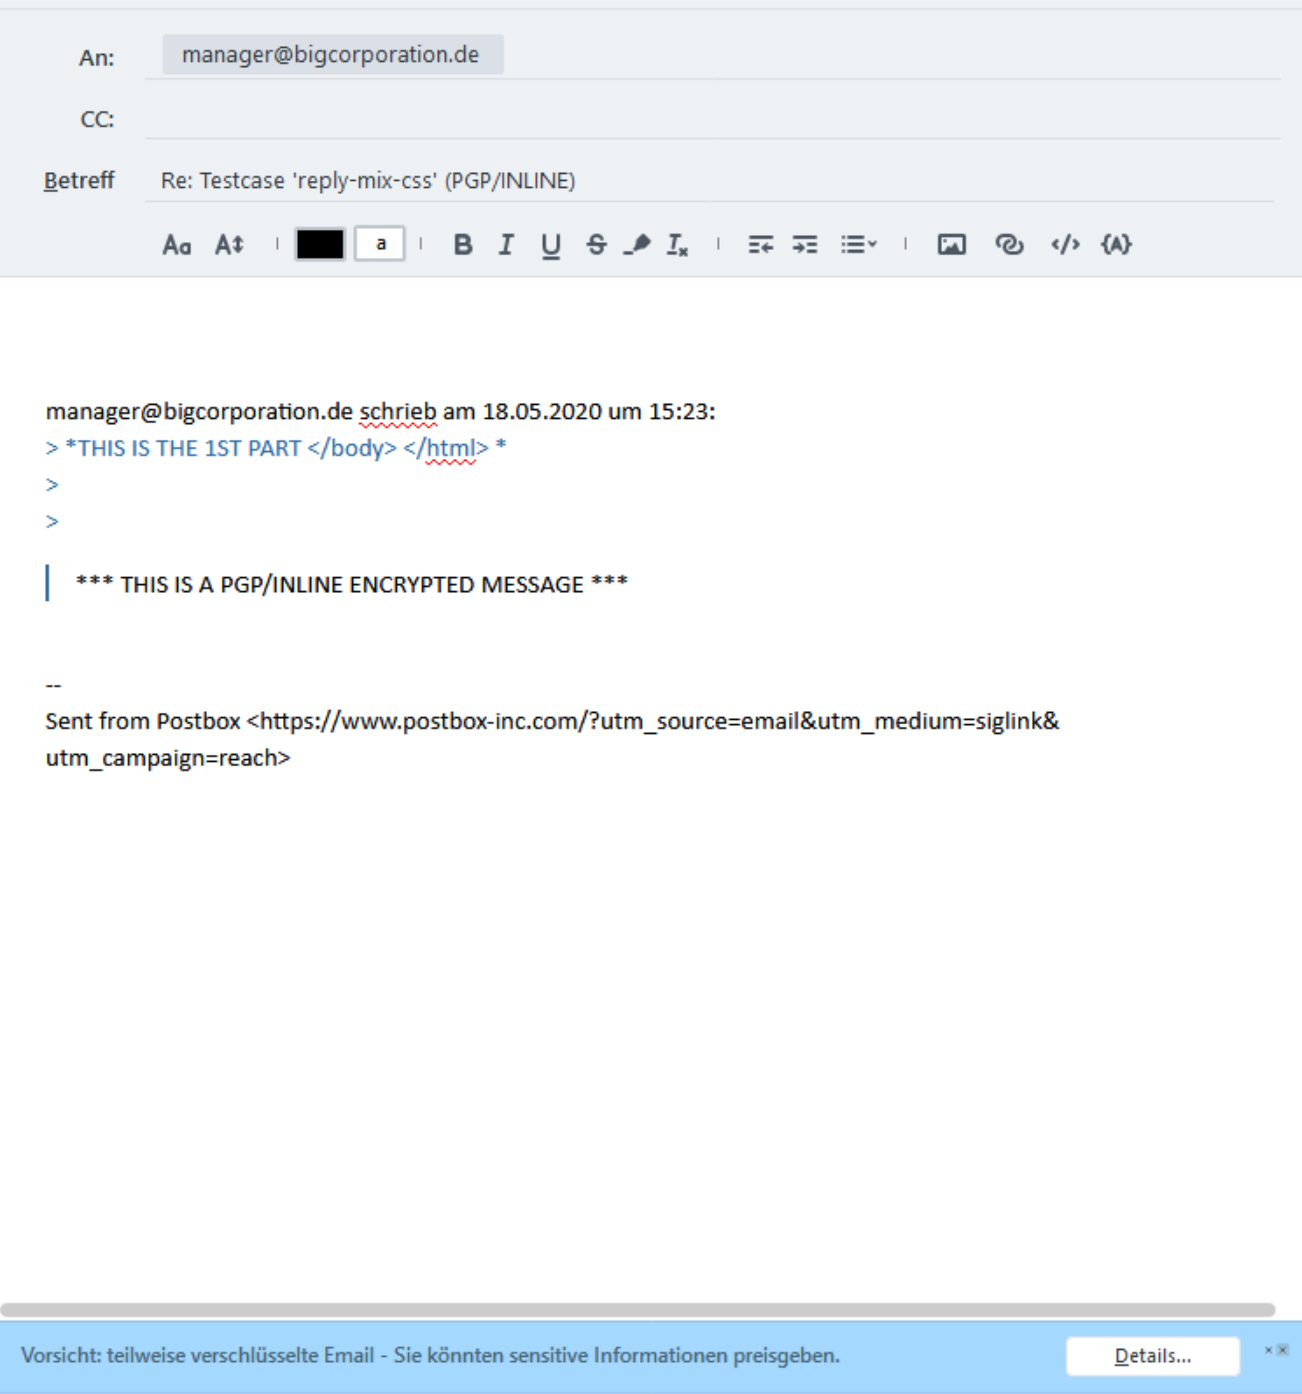 An: manager@bigcorporation.de
CC:
Betreff Re: Testcase 'reply-mix-css' (PGP/INLINE)
Aa A a B I U S Ix </> {A}
manager@bigcorporation.de schrieb am 18.05.2020 um 15:23:
> *THIS IS THE 1ST PART </body> </html> *
>
>
*** THIS IS A PGP/INLINE ENCRYPTED MESSAGE ***
--
Sent from Postbox <https://www.postbox-inc.com/?utm_source=email&utm_medium=siglink&
utm_campaign=reach>
Vorsicht: teilweise verschlüsselte Email - Sie könnten sensitive Informationen preisgeben. Details...